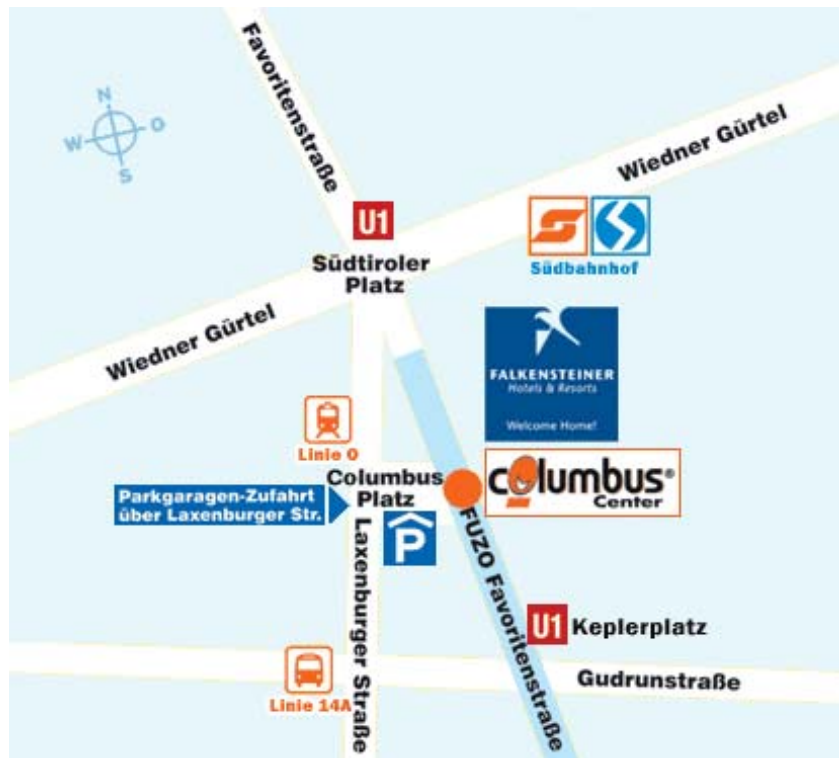 Favoritenstraße
N
W
O
S
Wiedner Gürtel
U1
Südtiroler
Platz
Südbahnhof
Wiedner Gürtel
FALKENSTEINER
Hotels & Resorts
Welcome Home!
Linie O
Columbus
Platz
columbus®
Center
Parkgaragen-Zufahrt
über Laxenburger Str.
P
Laxenburger Straße
FUZO Favoritenstraße
U1 Keplerplatz
Gudrunstraße
Linie 14A